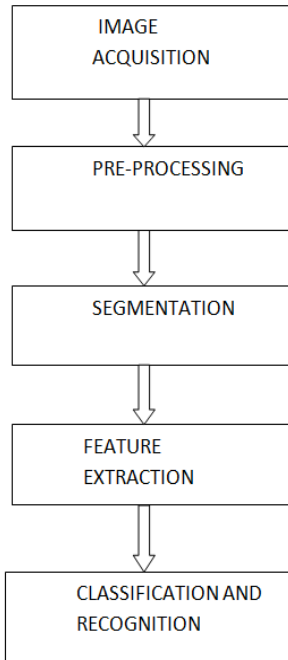 IMAGE
ACQUISITION
PRE-PROCESSING
SEGMENTATION
FEATURE
EXTRACTION
CLASSIFICATION AND
RECOGNITION